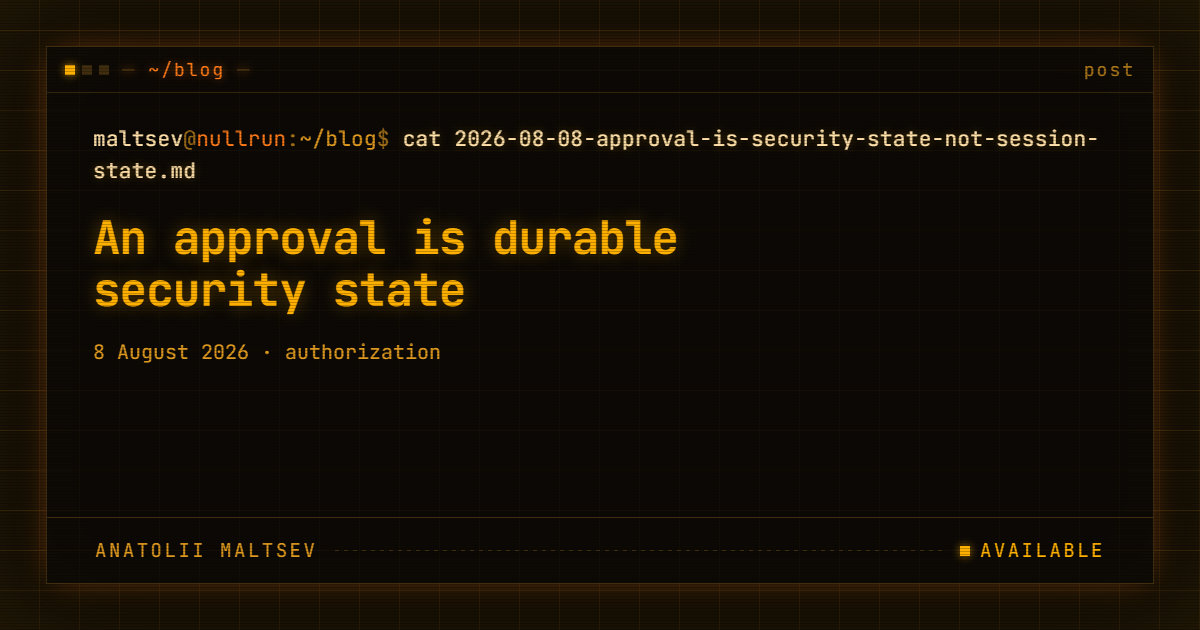 ~/blog
post
maltsev@nullrun:~/blog$ cat 2026-08-08-approval-is-security-state-not-session-
state.md
An approval is durable
security state
8 August 2026 · authorization
ANATOLII MALTSEV
AVAILABLE